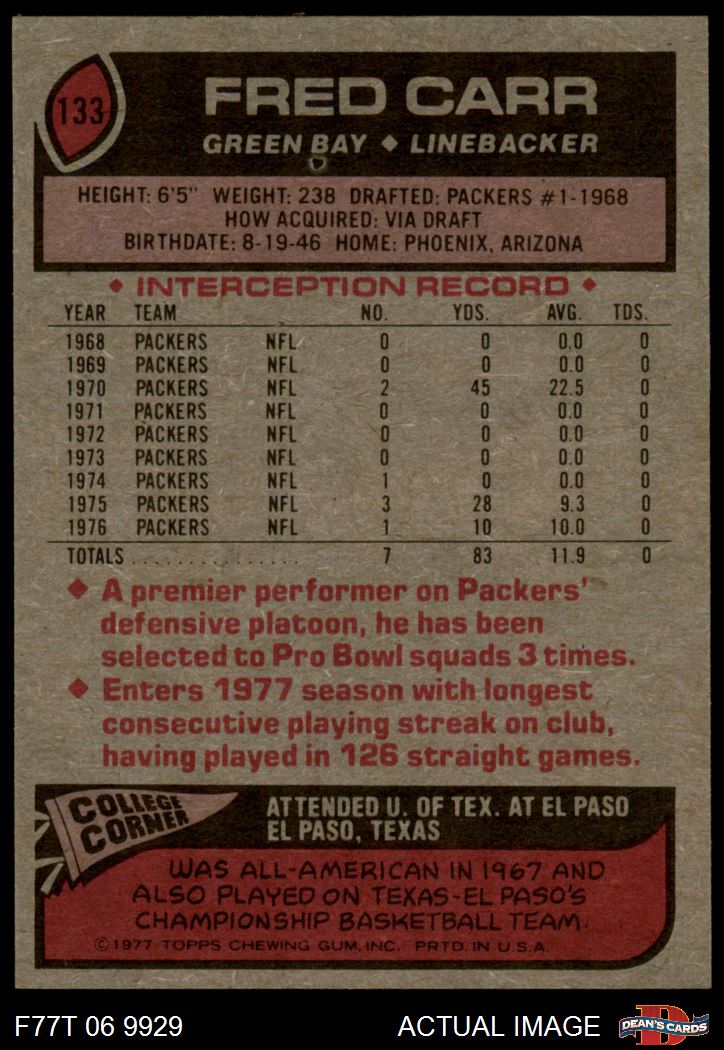 133
FRED CARR
GREEN BAY ◆ LINEBACKER
HEIGHT: 6'5" WEIGHT: 238 DRAFTED: PACKERS #1-1968
HOW ACQUIRED: VIA DRAFT
BIRTHDATE: 8-19-46 HOME: PHOENIX, ARIZONA
◆ INTERCEPTION RECORD ◆
YEAR TEAM NO. YDS. AVG. TDS.
1968 PACKERS NFL 0 0 0.0 0
1969 PACKERS NFL 0 0 0.0 0
1970 PACKERS NFL 2 45 22.5 0
1971 PACKERS NFL 0 0 0.0 0
1972 PACKERS NFL 0 0 0.0 0
1973 PACKERS NFL 0 0 0.0 0
1974 PACKERS NFL 1 0 0.0 0
1975 PACKERS NFL 3 28 9.3 0
1976 PACKERS NFL 1 10 10.0 0
TOTALS ................ 7 83 11.9 0
◆ A premier performer on Packers'
defensive platoon, he has been
selected to Pro Bowl squads 3 times.
◆ Enters 1977 season with longest
consecutive playing streak on club,
having played in 126 straight games.
COLLEGE
CORNER
ATTENDED U. OF TEX. AT EL PASO
EL PASO, TEXAS
WAS ALL-AMERICAN IN 1967 AND
ALSO PLAYED ON TEXAS-EL PASO'S
CHAMPIONSHIP BASKETBALL TEAM.
©1977 TOPPS CHEWING GUM, INC. PRTD. IN U.S.A.
F77T 06 9929
ACTUAL IMAGE
D
DEAN'S CARDS